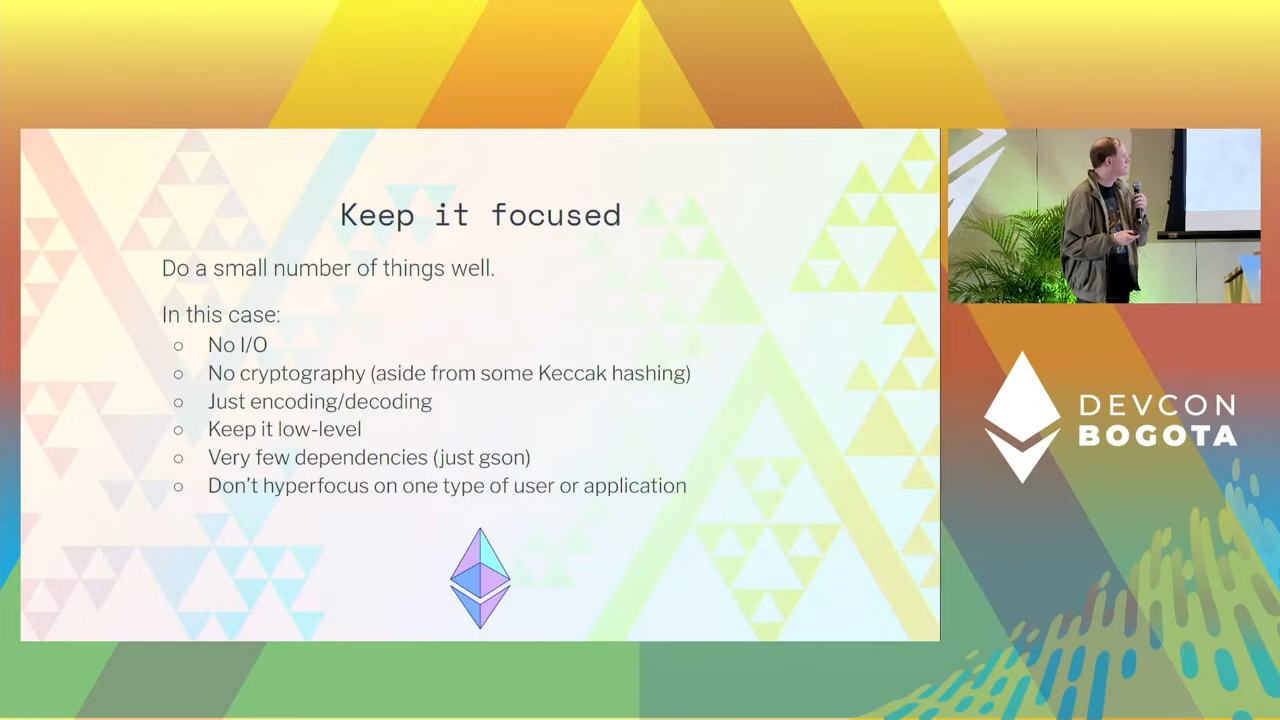 Keep it focused
Do a small number of things well.
In this case:
○ No I/O
○ No cryptography (aside from some Keccak hashing)
○ Just encoding/decoding
○ Keep it low-level
○ Very few dependencies (just gson)
○ Don’t hyperfocus on one type of user or application
DEVCON
BOGOTA